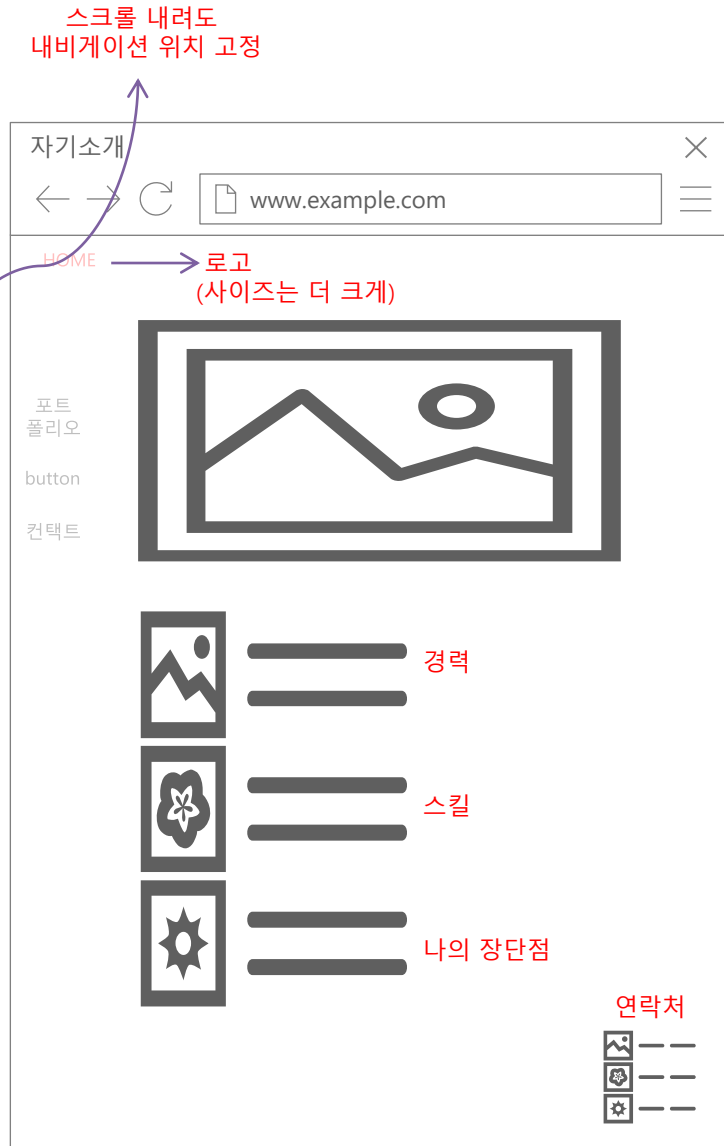 스크롤 내려도
내비게이션 위치 고정
자기소개
www.example.com
HOME
로고
(사이즈는 더 크게)
포트
폴리오
button
컨택트
경력
스킬
나의 장단점
연락처